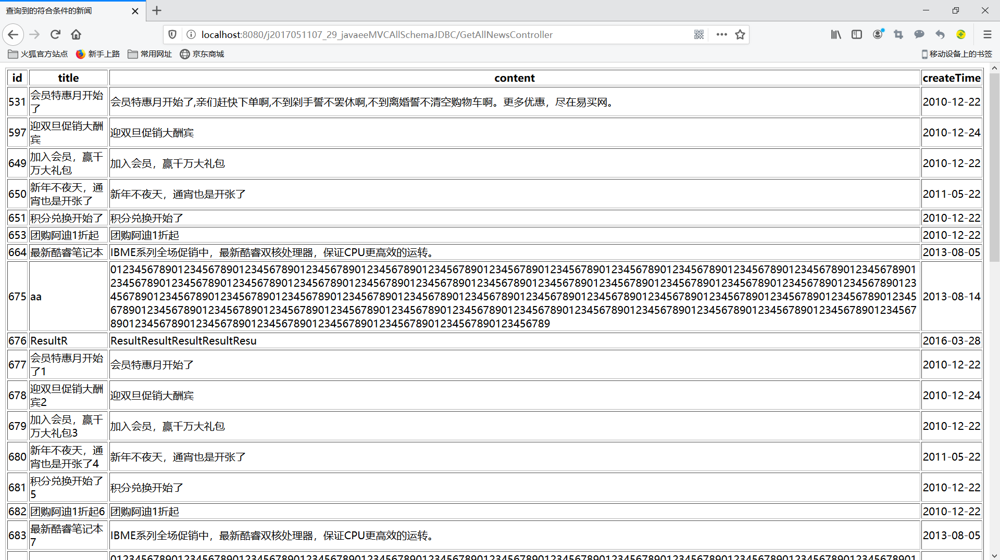 查询到的符合条件的新闻
localhost:8080/j2017051107_29_javaeeMVCAllSchemaJDBC/GetAllNewsController
火狐官方站点 新手上路 常用网址 京东商城 移动设备上的书签
id title content createTime
531 会员特惠月开始了 会员特惠月开始了,亲们赶快下单啊,不到剁手誓不罢休啊,不到离婚誓不清空购物车啊。更多优惠，尽在易买网。 2010-12-22
597 迎双旦促销大酬宾 迎双旦促销大酬宾 2010-12-24
649 加入会员，赢千万大礼包 加入会员，赢千万大礼包 2010-12-22
650 新年不夜天，通宵也是开张了 新年不夜天，通宵也是开张了 2011-05-22
651 积分兑换开始了 积分兑换开始了 2010-12-22
653 团购阿迪1折起 团购阿迪1折起 2010-12-22
664 最新酷睿笔记本 IBME系列全场促销中，最新酷睿双核处理器，保证CPU更高效的运转。 2013-08-05
675 aa
012345678901234567890123456789012345678901234567890123456789012345678901234567890123456789012345678901234567890123456789012345678901
234567890123456789012345678901234567890123456789012345678901234567890123456789012345678901234567890123456789012345678901234567890123
456789012345678901234567890123456789012345678901234567890123456789012345678901234567890123456789012345678901234567890123456789012345
678901234567890123456789012345678901234567890123456789012345678901234567890123456789012345678901234567890123456789012345678901234567
890123456789012345678901234567890123456789012345678901234567890123456789
2013-08-14
676 ResultR ResultResultResultResultResu 2016-03-28
677 会员特惠月开始了1 会员特惠月开始了 2010-12-22
678 迎双旦促销大酬宾2 迎双旦促销大酬宾 2010-12-24
679 加入会员，赢千万大礼包3 加入会员，赢千万大礼包 2010-12-22
680 新年不夜天，通宵也是开张了4 新年不夜天，通宵也是开张了 2011-05-22
681 积分兑换开始了5 积分兑换开始了 2010-12-22
682 团购阿迪1折起6 团购阿迪1折起 2010-12-22
683 最新酷睿笔记本7 IBME系列全场促销中，最新酷睿双核处理器，保证CPU更高效的运转。 2013-08-05
012345678901234567890123456789012345678901234567890123456789012345678901234567890123456789012345678901234567890123456789012345678901